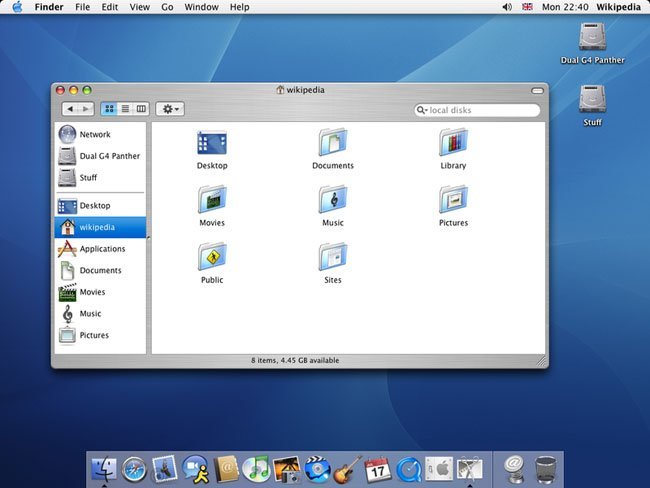 Finder File Edit View Go Window Help Mon 22:40 Wikipedia
Dual G4 Panther
Stuff
wikipedia
local disks
Network
Dual G4 Panther
Stuff
Desktop
wikipedia
Applications
Documents
Movies
Music
Pictures
Desktop Documents Library
Movies Music Pictures
Public Sites
8 items, 4.45 GB available
17